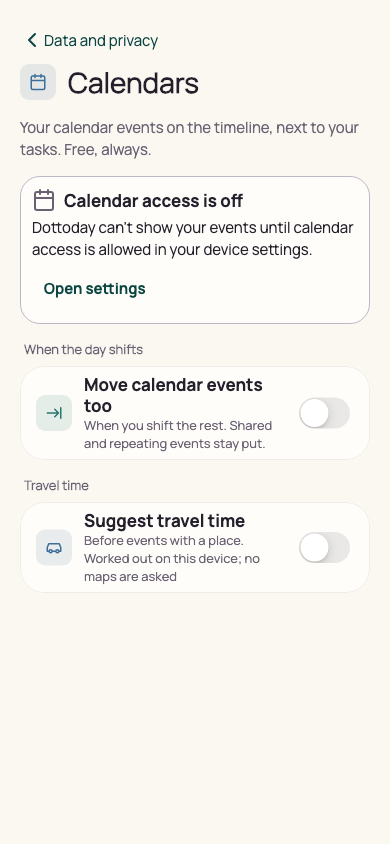 Data and privacy
Calendars
Your calendar events on the timeline, next to your
tasks. Free, always.
Calendar access is off
Dottoday can't show your events until calendar
access is allowed in your device settings.
Open settings
When the day shifts
Move calendar events
too
When you shift the rest. Shared
and repeating events stay put.
Travel time
Suggest travel time
Before events with a place.
Worked out on this device; no
maps are asked